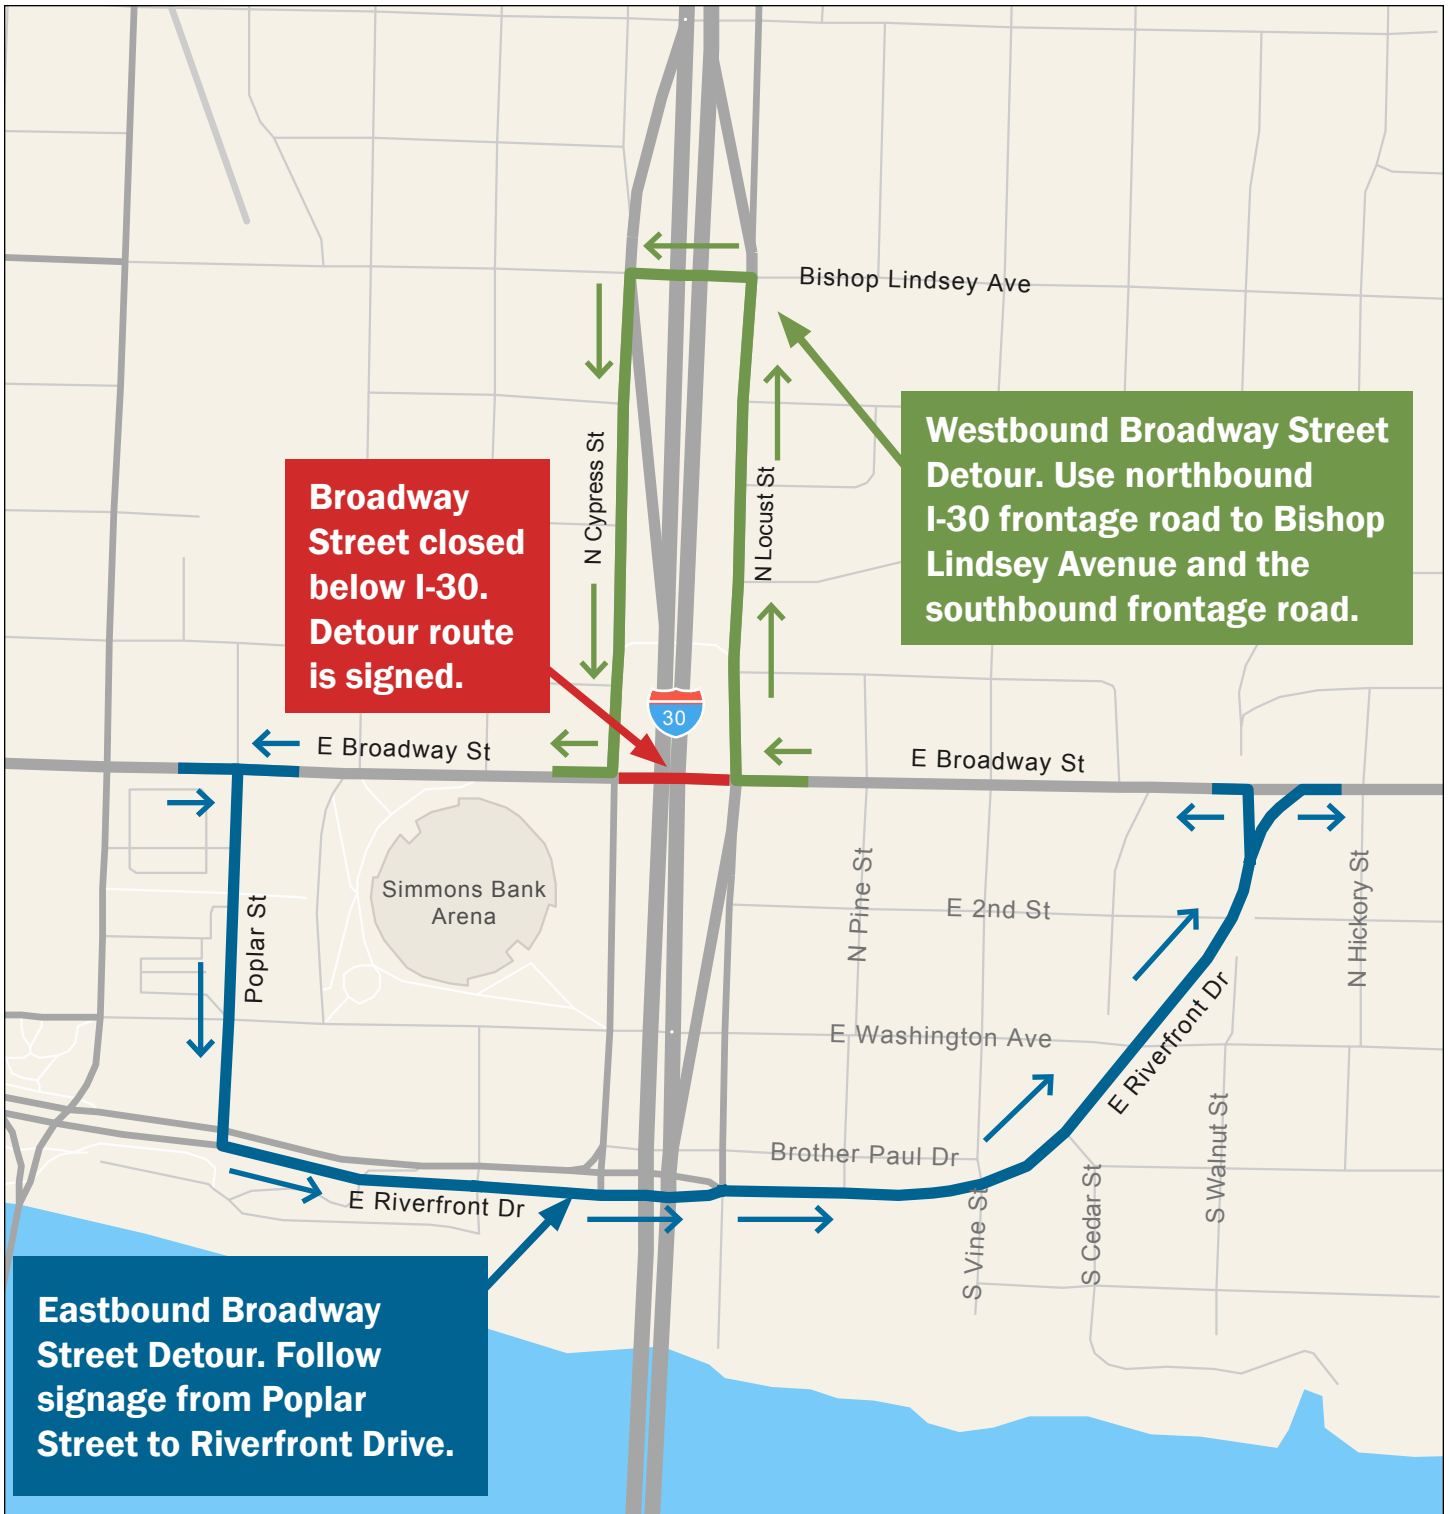 Bishop Lindsey Ave
Westbound Broadway Street
Detour. Use northbound
I-30 frontage road to Bishop
Lindsey Avenue and the
southbound frontage road.
N Cypress St
N Locust St
Broadway
Street closed
below I-30.
Detour route
is signed.
30
E Broadway St
E Broadway St
Simmons Bank
Arena
Poplar St
N Pine St
E 2nd St
N Hickory St
E Washington Ave
E Riverfront Dr
Brother Paul Dr
S Walnut St
S Cedar St
S Vine St
E Riverfront Dr
Eastbound Broadway
Street Detour. Follow
signage from Poplar
Street to Riverfront Drive.